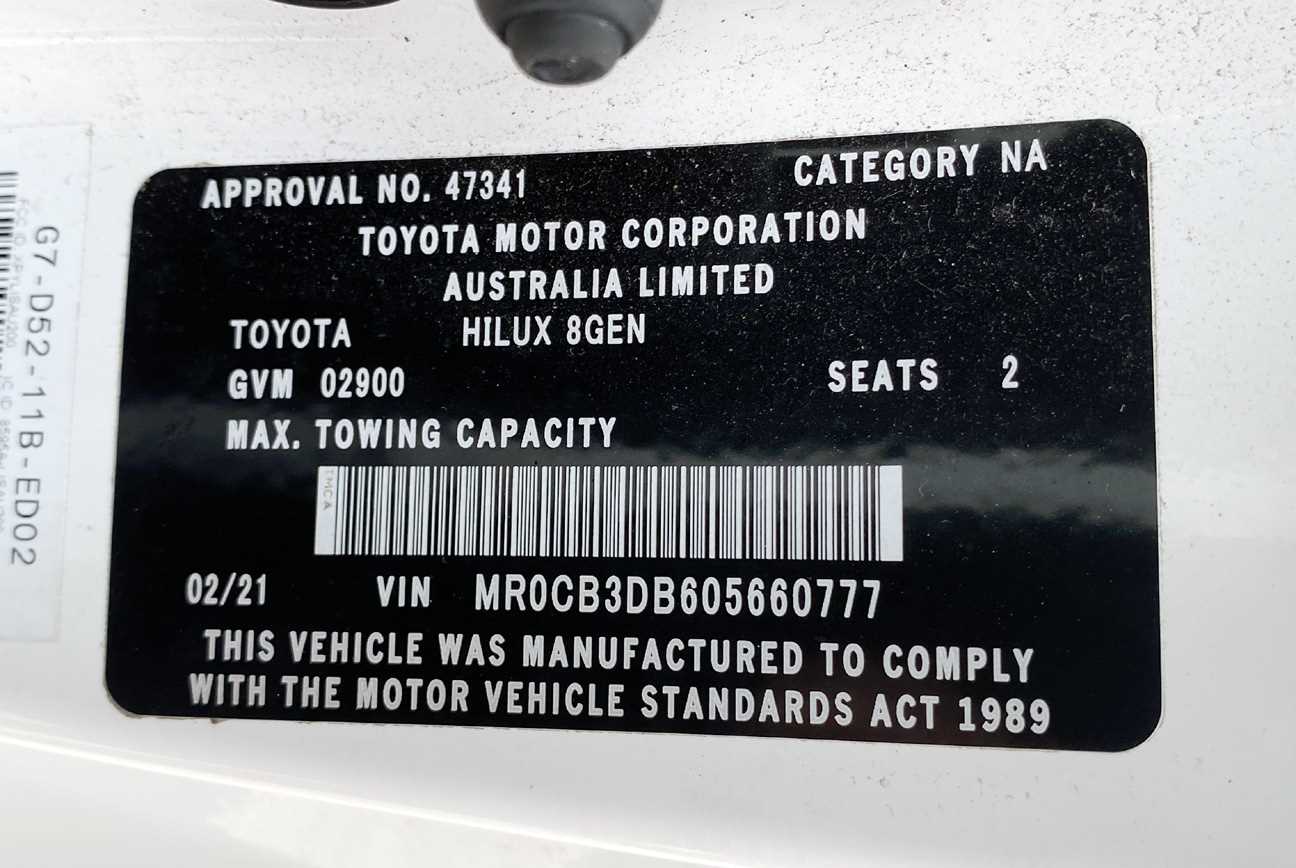 APPROVAL NO. 47341 CATEGORY NA
TOYOTA MOTOR CORPORATION
AUSTRALIA LIMITED
TOYOTA HILUX 8GEN
GVM 02900 SEATS 2
MAX. TOWING CAPACITY
TMCA
02/21 VIN MR0CB3DB605660777
THIS VEHICLE WAS MANUFACTURED TO COMPLY
WITH THE MOTOR VEHICLE STANDARDS ACT 1989
G7-D52-11B-ED02
FCC ID